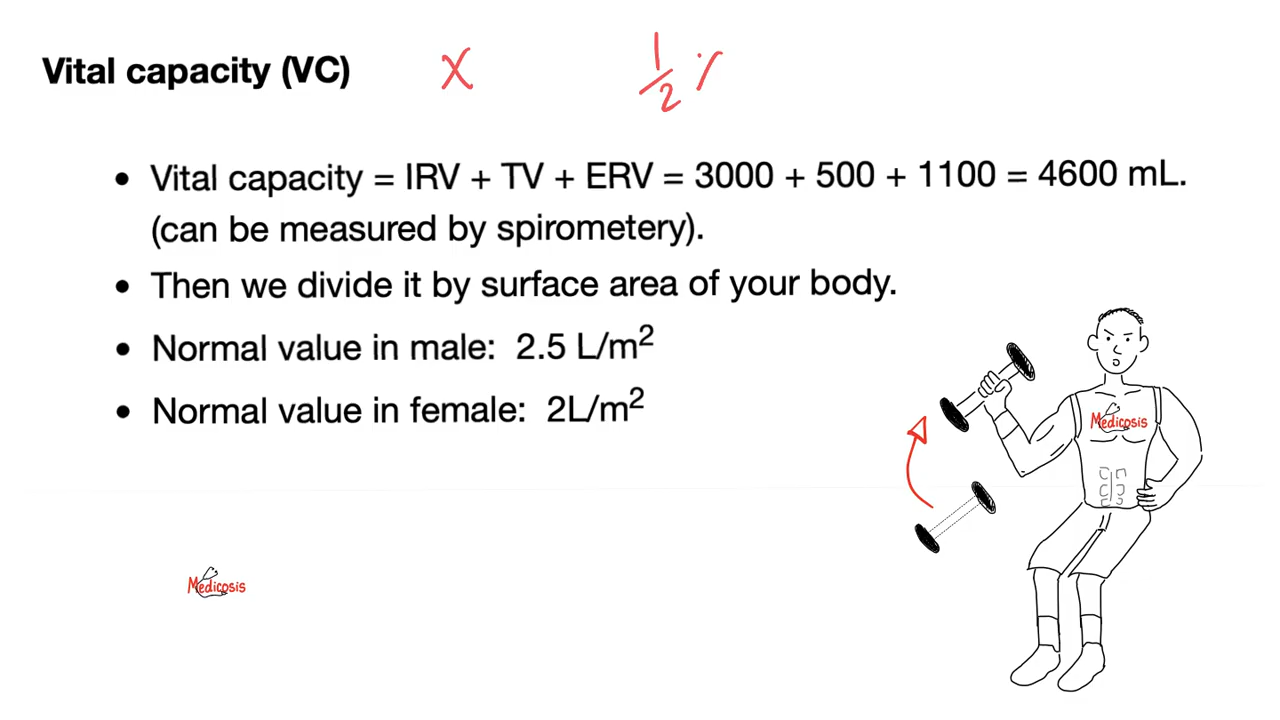 Vital capacity (VC) X 1/2 X
• Vital capacity = IRV + TV + ERV = 3000 + 500 + 1100 = 4600 mL.
(can be measured by spirometery).
• Then we divide it by surface area of your body.
• Normal value in male: 2.5 L/m²
• Normal value in female: 2L/m²
Medicosis
Medicosis